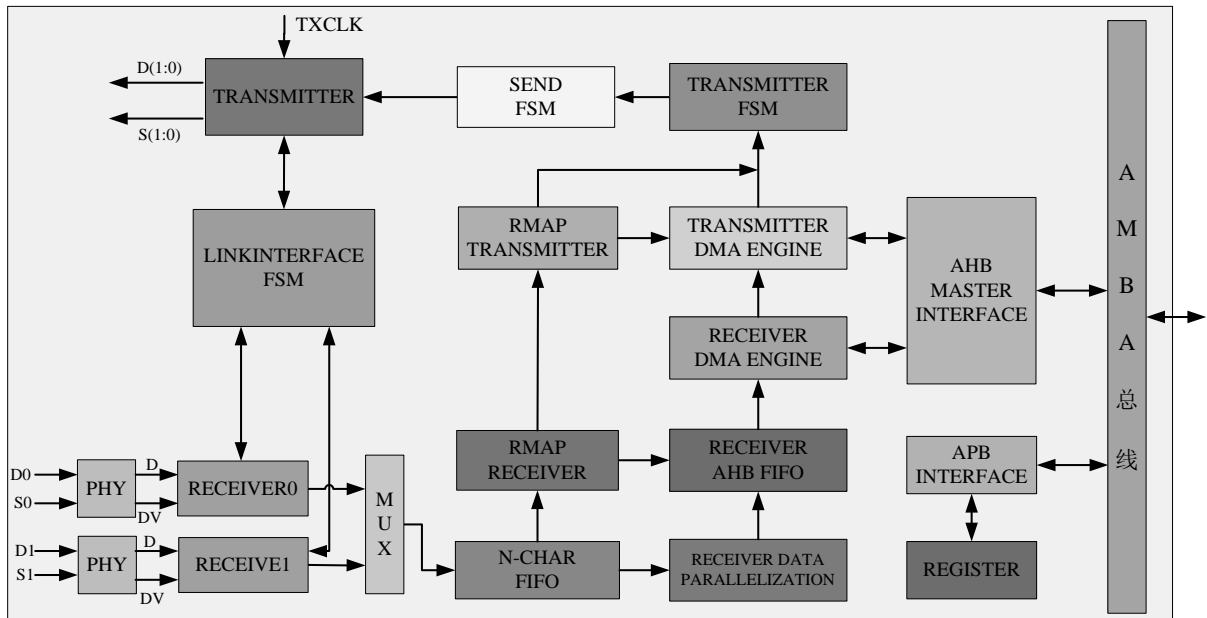 TXCLK
D(1:0)
S(1:0)
TRANSMITTER
SEND
FSM
TRANSMITTER
FSM
LINKINTERFACE
FSM
RMAP
TRANSMITTER
TRANSMITTER
DMA ENGINE
AHB
MASTER
INTERFACE
RECEIVER
DMA ENGINE
RMAP
RECEIVER
RECEIVER
AHB FIFO
APB
INTERFACE
D0
S0
PHY
D
DV
RECEIVER0
D1
S1
PHY
D
DV
RECEIVE1
M
U
X
N-CHAR
FIFO
RECEIVER DATA
PARALLELIZATION
REGISTER
A
M
B
A
总
线